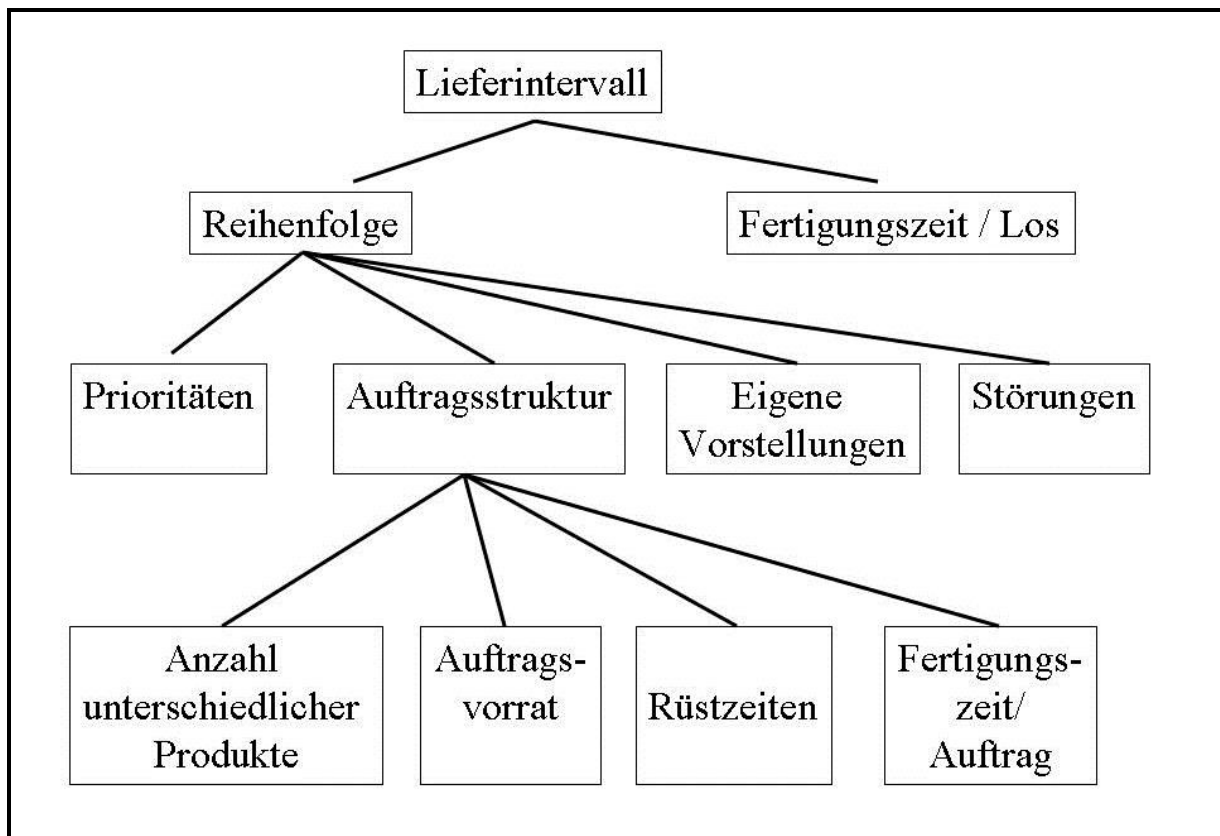 Lieferintervall
Reihenfolge
Fertigungszeit / Los
Prioritäten
Auftragsstruktur
Eigene
Vorstellungen
Störungen
Anzahl
unterschiedlicher
Produkte
Auftrags-
vorrat
Rüstzeiten
Fertigungs-
zeit/
Auftrag